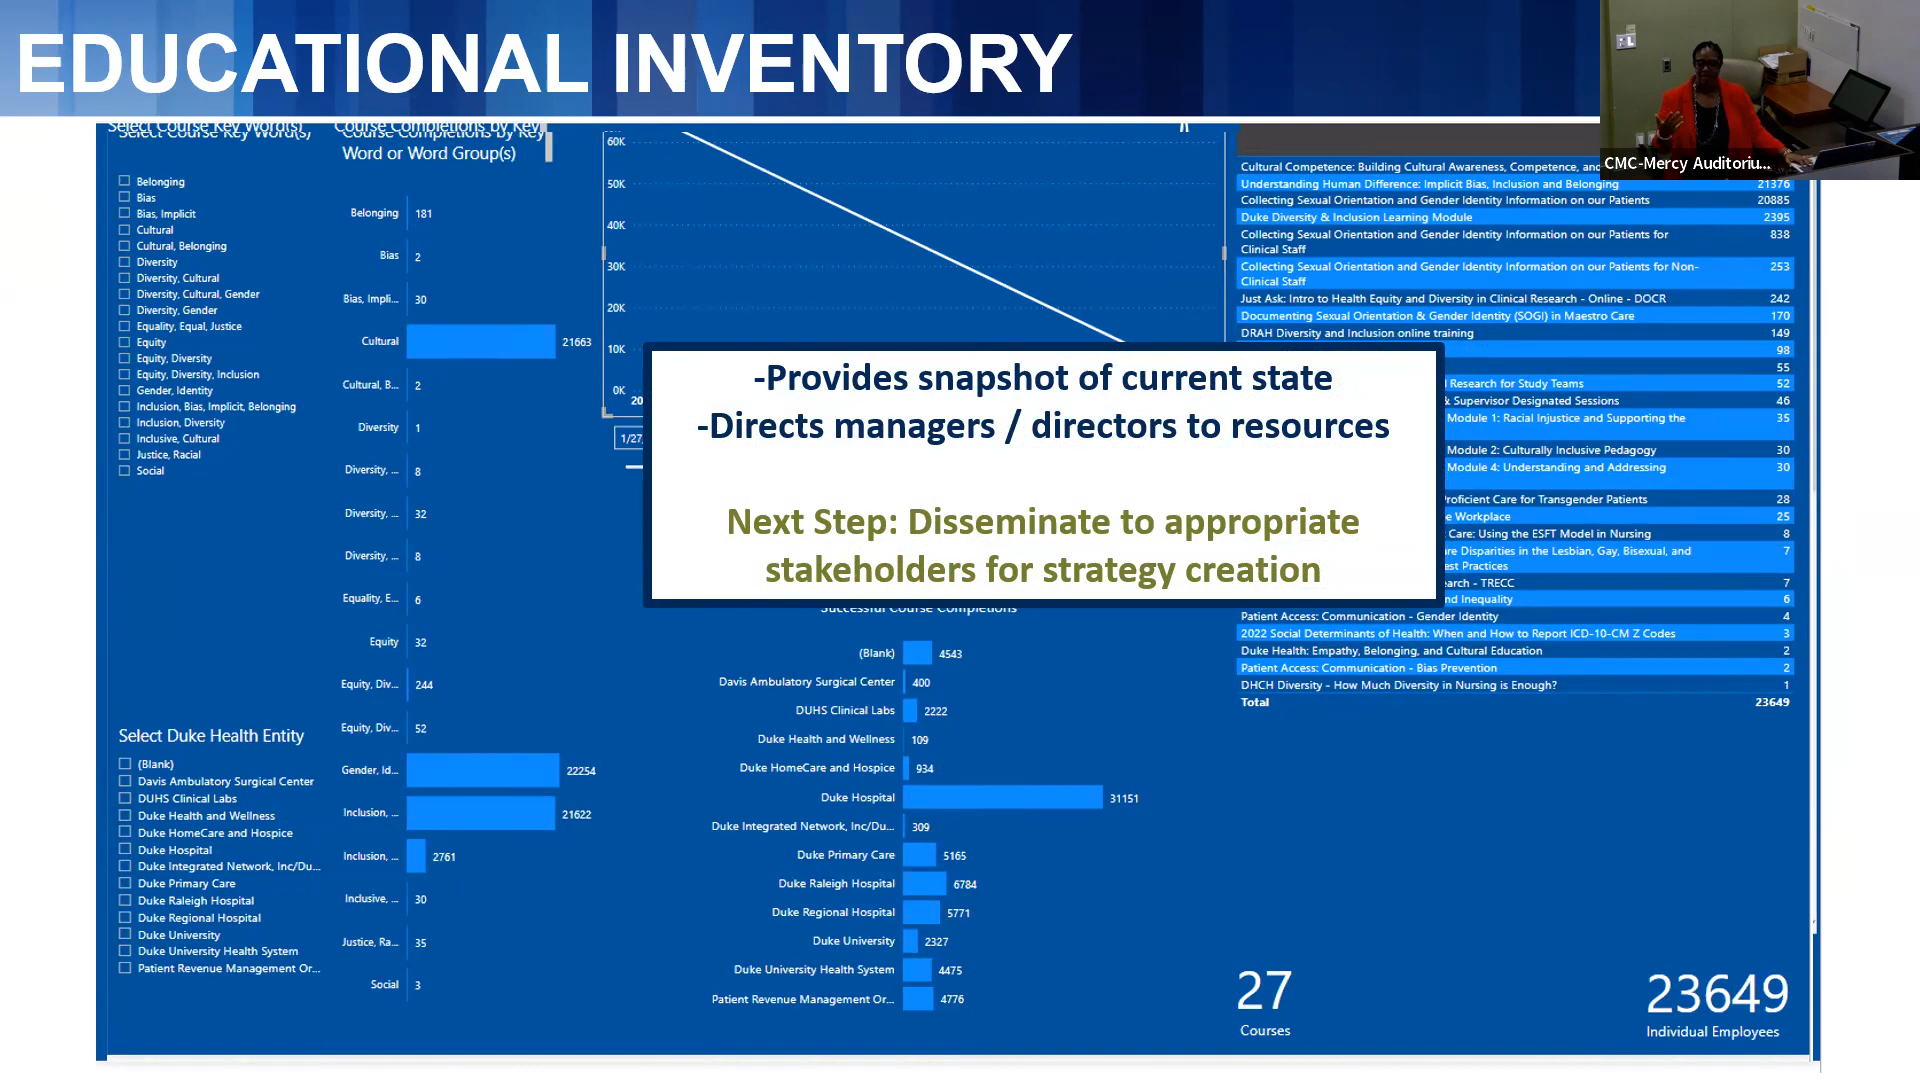 EDUCATIONAL INVENTORY
CMC-Mercy Auditoriu...
Select Course Key Word(s)
Select Course Key Word(s),
Belonging
Bias
Bias, Implicit
Cultural
Cultural, Belonging
Diversity
Diversity, Cultural
Diversity, Cultural, Gender
Diversity, Gender
Equality, Equal, Justice
Equity
Equity, Diversity
Equity, Diversity, Inclusion
Gender, Identity
Inclusion, Bias, Implicit, Belonging
Inclusion, Diversity
Inclusive, Cultural
Justice, Racial
Social
Select Duke Health Entity
(Blank)
Davis Ambulatory Surgical Center
DUHS Clinical Labs
Duke Health and Wellness
Duke HomeCare and Hospice
Duke Hospital
Duke Integrated Network, Inc/Du...
Duke Primary Care
Duke Raleigh Hospital
Duke Regional Hospital
Duke University
Duke University Health System
Patient Revenue Management Or...
Course Completions by Key
Course Completions by Key
Word or Word Group(s)
Belonging 181
Bias 2
Bias, Impli... 30
Cultural 21663
Cultural, B... 2
Diversity 1
Diversity, ... 8
Diversity, ... 32
Diversity, ... 8
Equality, E... 6
Equity 32
Equity, Div... 244
Equity, Div... 52
Gender, Id... 22254
Inclusion, ... 21622
Inclusion, ... 2761
Inclusive, ... 30
Justice, Ra... 35
Social 3
60K
50K
40K
30K
20K
10K
0K
20
1/27
-Provides snapshot of current state
-Directs managers / directors to resources
Next Step: Disseminate to appropriate
stakeholders for strategy creation
Successful Course Completions
(Blank) 4543
Davis Ambulatory Surgical Center 400
DUHS Clinical Labs 2222
Duke Health and Wellness 109
Duke HomeCare and Hospice 934
Duke Hospital 31151
Duke Integrated Network, Inc/Du... 309
Duke Primary Care 5165
Duke Raleigh Hospital 6784
Duke Regional Hospital 5771
Duke University 2327
Duke University Health System 4475
Patient Revenue Management Or... 4776
Cultural Competence: Building Cultural Awareness, Competence, and
Understanding Human Difference: Implicit Bias, Inclusion and Belonging 21376
Collecting Sexual Orientation and Gender Identity Information on our Patients 20885
Duke Diversity & Inclusion Learning Module 2395
Collecting Sexual Orientation and Gender Identity Information on our Patients for 838
Clinical Staff
Collecting Sexual Orientation and Gender Identity Information on our Patients for Non- 253
Clinical Staff
Just Ask: Intro to Health Equity and Diversity in Clinical Research - Online - DOCR 242
Documenting Sexual Orientation & Gender Identity (SOGI) in Maestro Care 170
DRAH Diversity and Inclusion online training 149
98
55
Research for Study Teams 52
& Supervisor Designated Sessions 46
Module 1: Racial Injustice and Supporting the 35
Module 2: Culturally Inclusive Pedagogy 30
Module 4: Understanding and Addressing 30
roficient Care for Transgender Patients 28
e Workplace 25
Care: Using the ESFT Model in Nursing 8
re Disparities in the Lesbian, Gay, Bisexual, and 7
est Practices
earch - TRECC 7
nd Inequality 6
Patient Access: Communication - Gender Identity 4
2022 Social Determinants of Health: When and How to Report ICD-10-CM Z Codes 3
Duke Health: Empathy, Belonging, and Cultural Education 2
Patient Access: Communication - Bias Prevention 2
DHCH Diversity - How Much Diversity in Nursing is Enough? 1
Total 23649
27
Courses
23649
Individual Employees